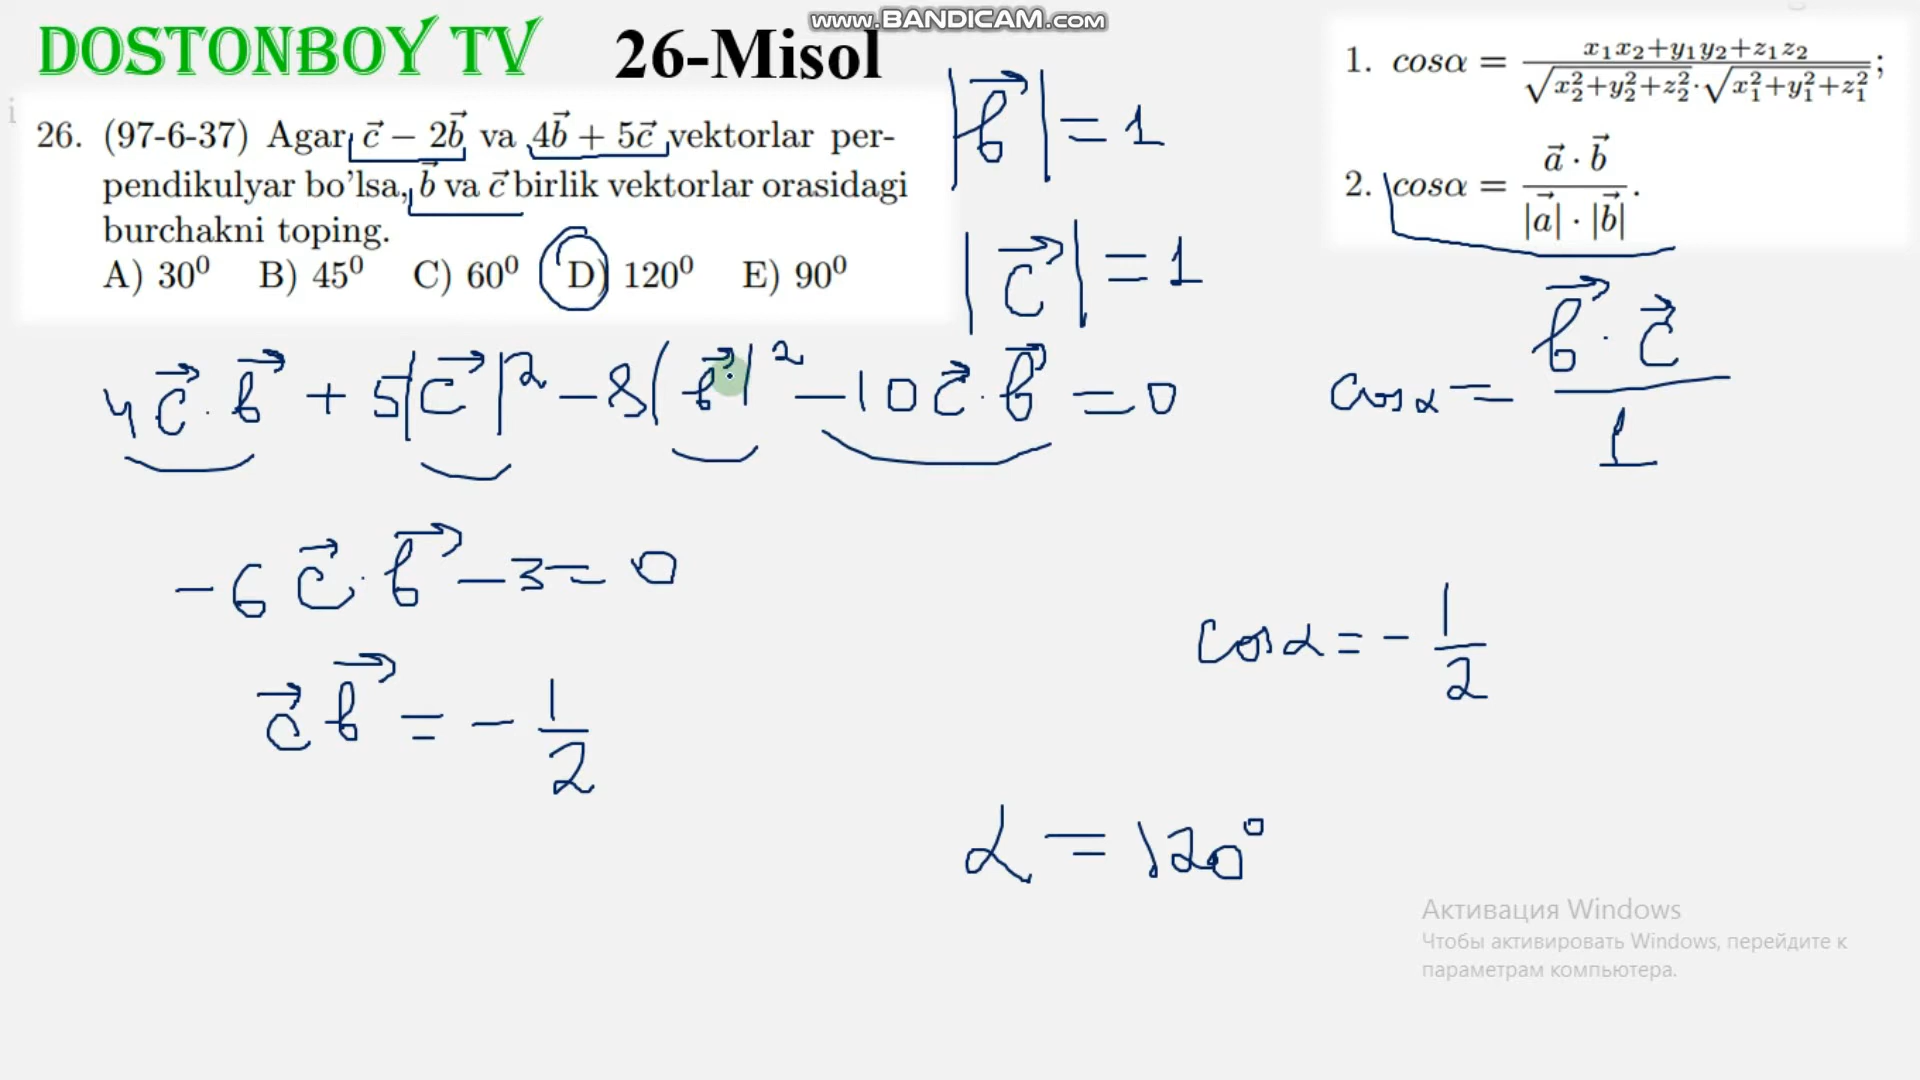 www.BANDICAM.com
DOSTONBOY TV
26-Misol
26. (97-6-37) Agar c⃗ − 2b⃗ va 4b⃗ + 5c⃗ vektorlar per-
pendikulyar bo'lsa, b⃗ va c⃗ birlik vektorlar orasidagi
burchakni toping.
A) 30⁰ B) 45⁰ C) 60⁰ D) 120⁰ E) 90⁰
|b⃗| = 1
|c⃗| = 1
1. cosα = (x₁x₂+y₁y₂+z₁z₂)/(√(x₂²+y₂²+z₂²)·√(x₁²+y₁²+z₁²));
2. cosα = (a⃗ · b⃗)/(|a⃗| · |b⃗|).
4c⃗·b⃗ + 5|c⃗|² − 8|b⃗|² − 10c⃗·b⃗ = 0
cosα = (b⃗ · c⃗)/1
−6c⃗·b⃗ − 3 = 0
c⃗b⃗ = −1/2
cosα = −1/2
α = 120°
Активация Windows
Чтобы активировать Windows, перейдите к
параметрам компьютера.